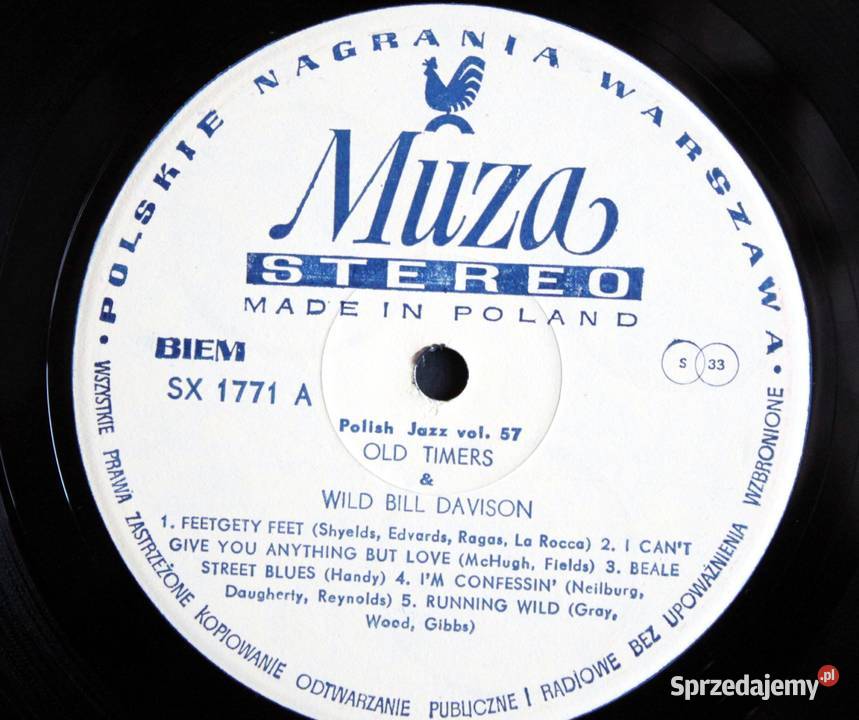 POLSKIE NAGRANIA WARSZAWA
Muza
STEREO
MADE IN POLAND
BIEM
SX 1771 A
S 33
Polish Jazz vol. 57
OLD TIMERS
&
WILD BILL DAVISON
1. FEETGETY FEET (Shyelds, Edvards, Ragas, La Rocca) 2. I CAN'T
GIVE YOU ANYTHING BUT LOVE (McHugh, Fields) 3. BEALE
STREET BLUES (Handy) 4. I'M CONFESSIN' (Neilburg,
Daugherty, Reynolds) 5. RUNNING WILD (Gray,
Wood, Gibbs)
• WSZYSTKIE PRAWA ZASTRZEŻONE KOPIOWANIE ODTWARZANIE PUBLICZNE I RADIOWE BEZ UPOWAŻNIENIA WZBRONIONE •
Sprzedajemy.pl